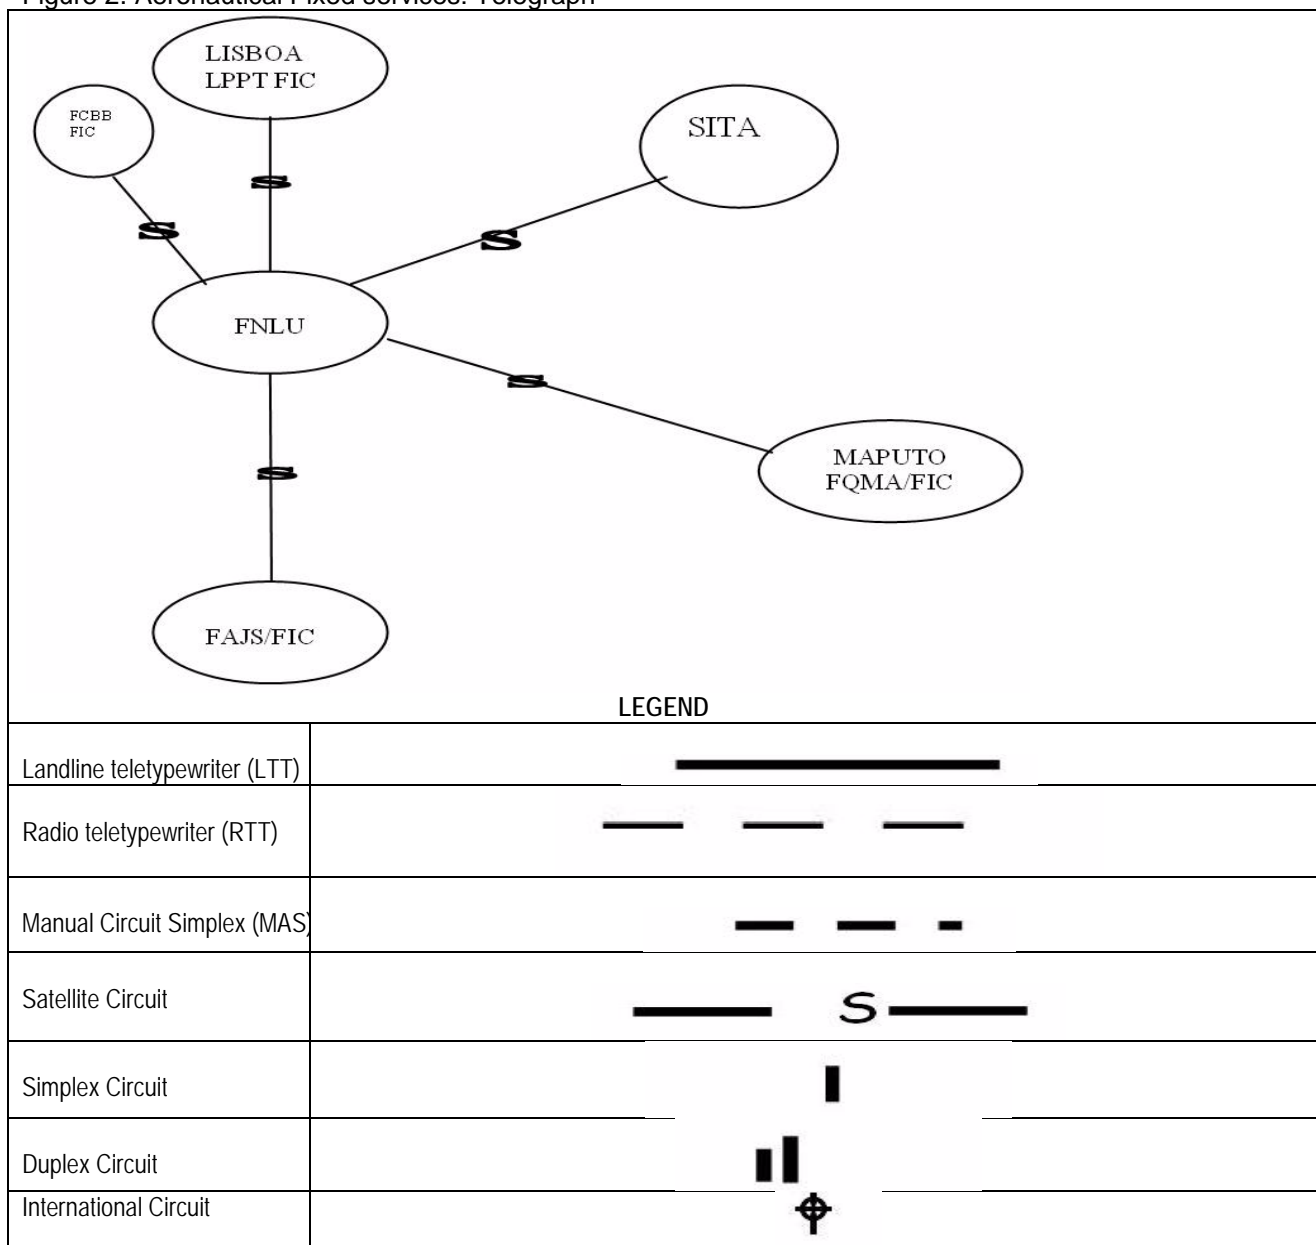 Figure 2: Aeronautical Fixed services: Telegraph
LISBOA
LPPT FIC
FCBB
FIC
SITA
S
S
S
FNLU
S
MAPUTO
FQMA/FIC
S
FAJS/FIC
LEGEND
Landline teletypewriter (LTT)
Radio teletypewriter (RTT)
Manual Circuit Simplex (MAS)
Satellite Circuit
S
Simplex Circuit
Duplex Circuit
International Circuit